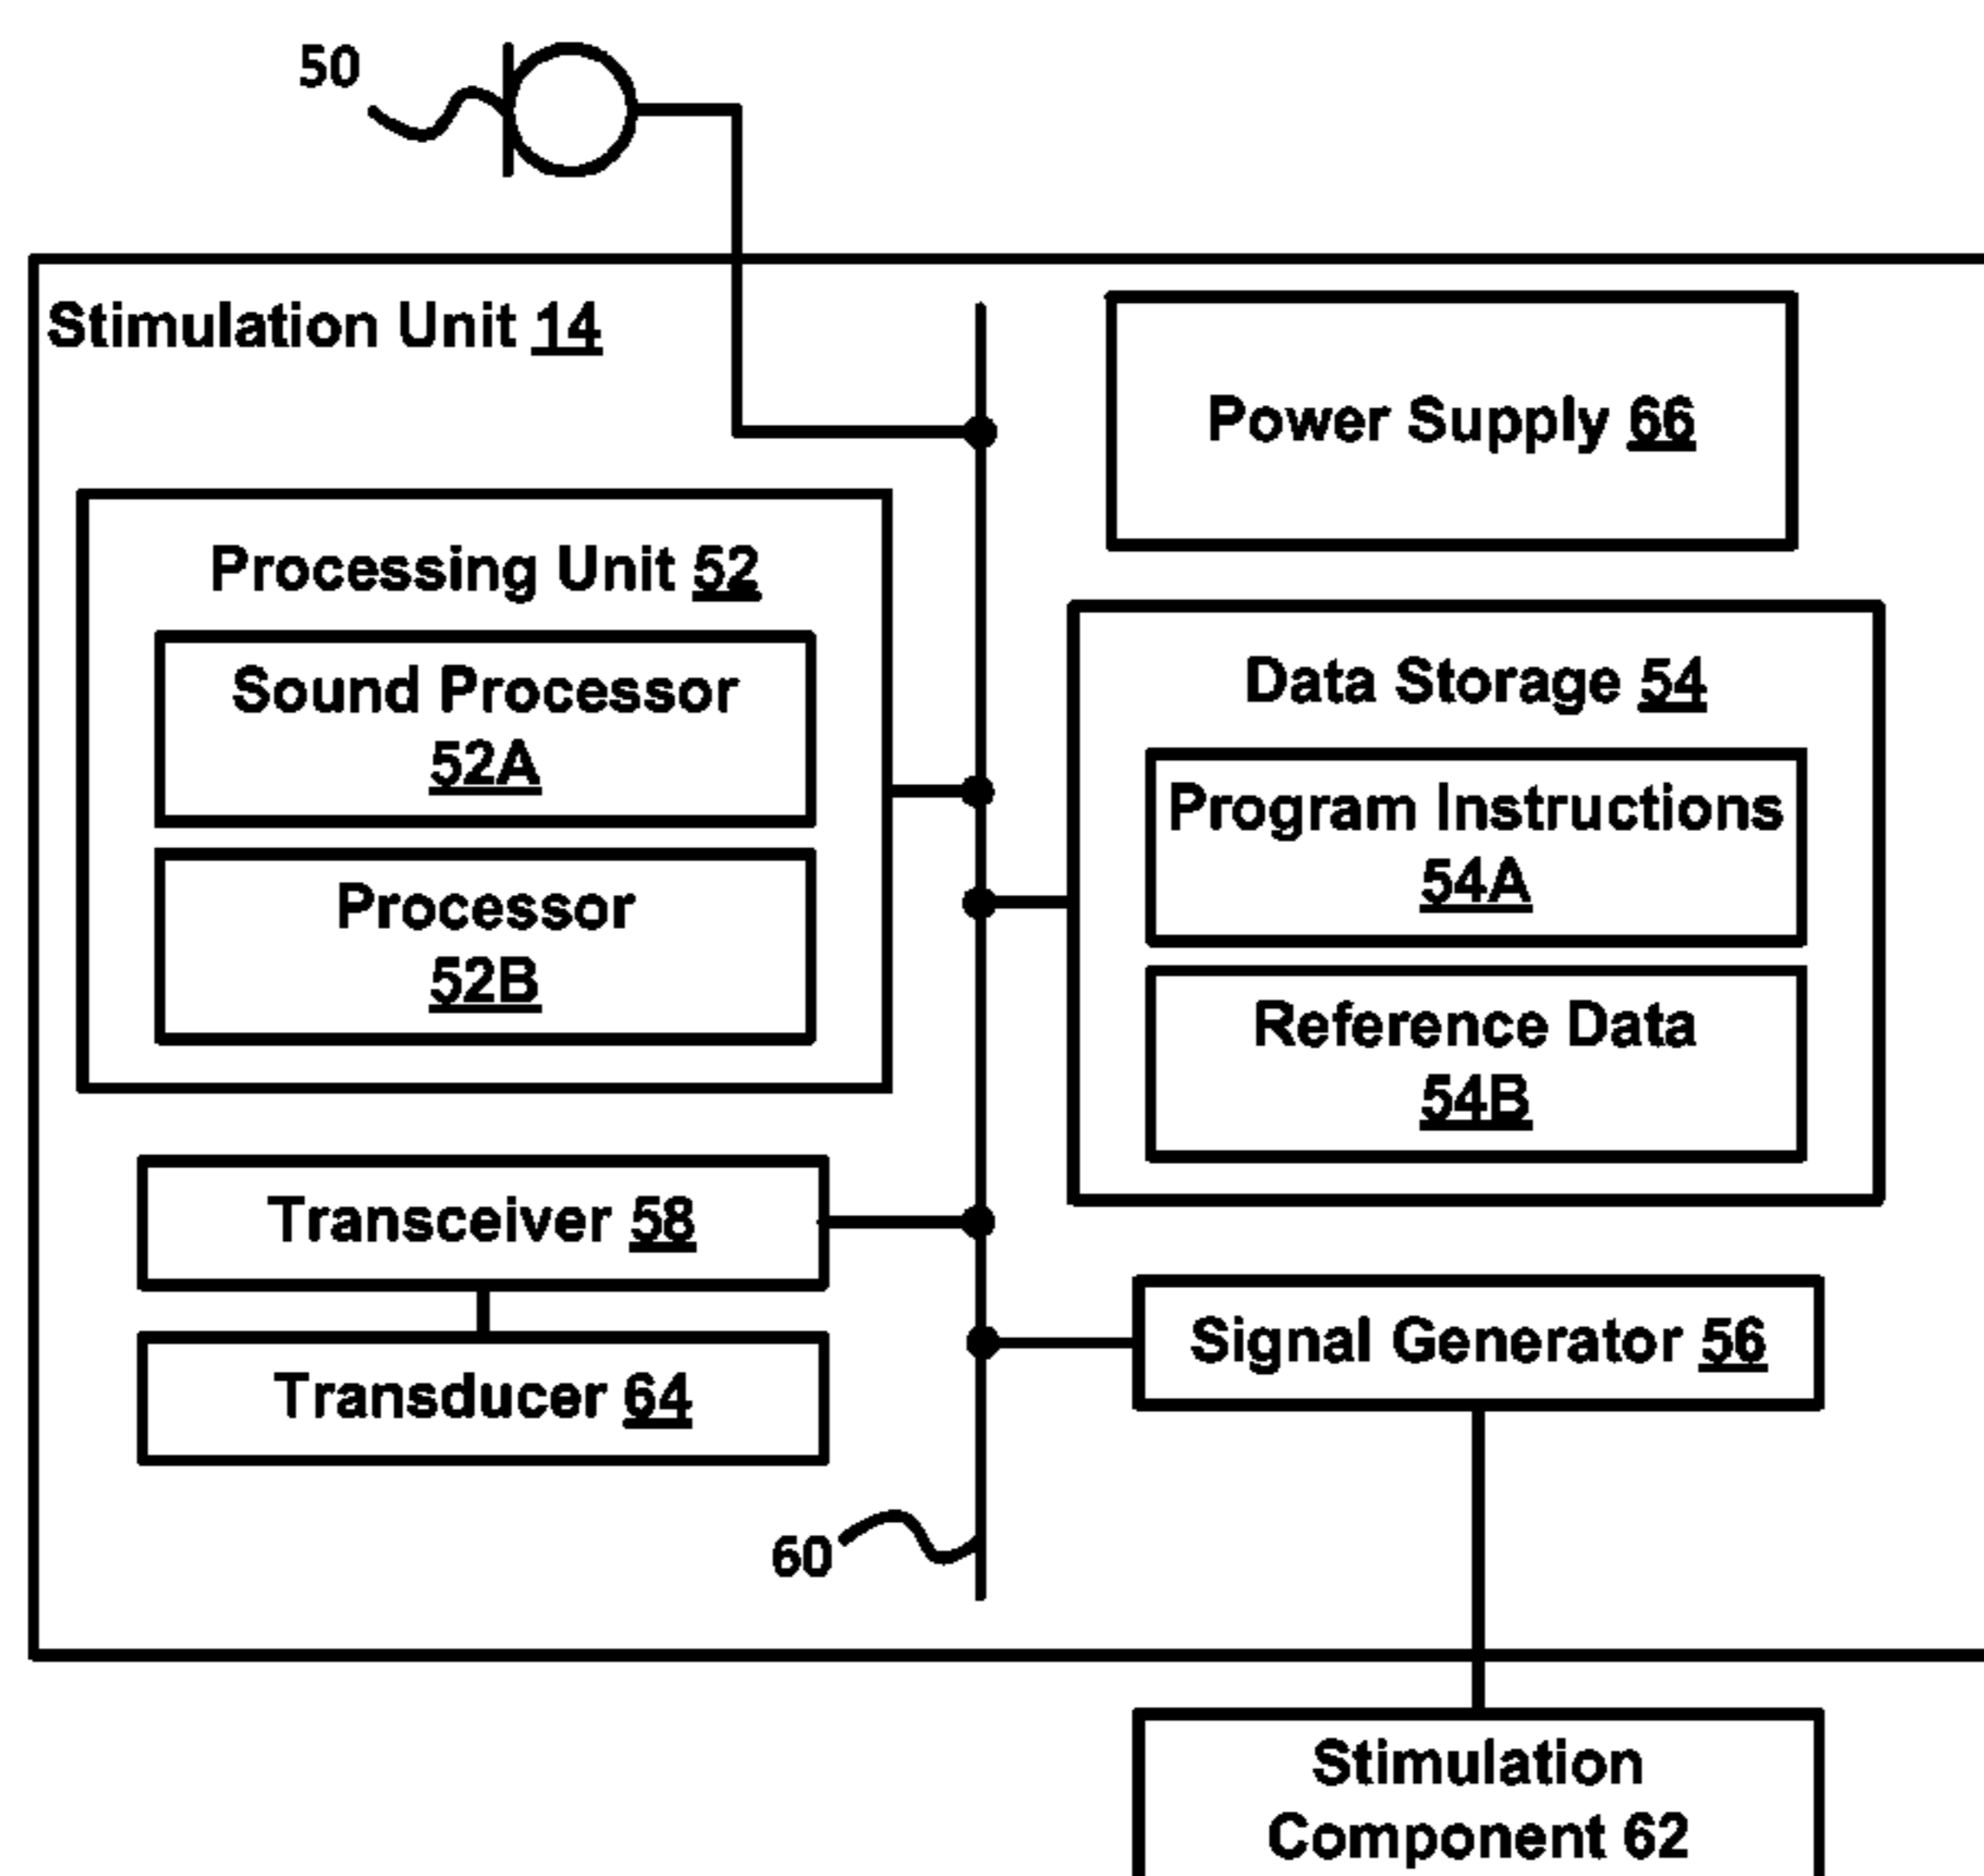 50
Stimulation Unit 14
Power Supply 66
Processing Unit 52
Sound Processor
52A
Processor
52B
Data Storage 54
Program Instructions
54A
Reference Data
54B
Transceiver 58
Transducer 64
Signal Generator 56
60
Stimulation
Component 62